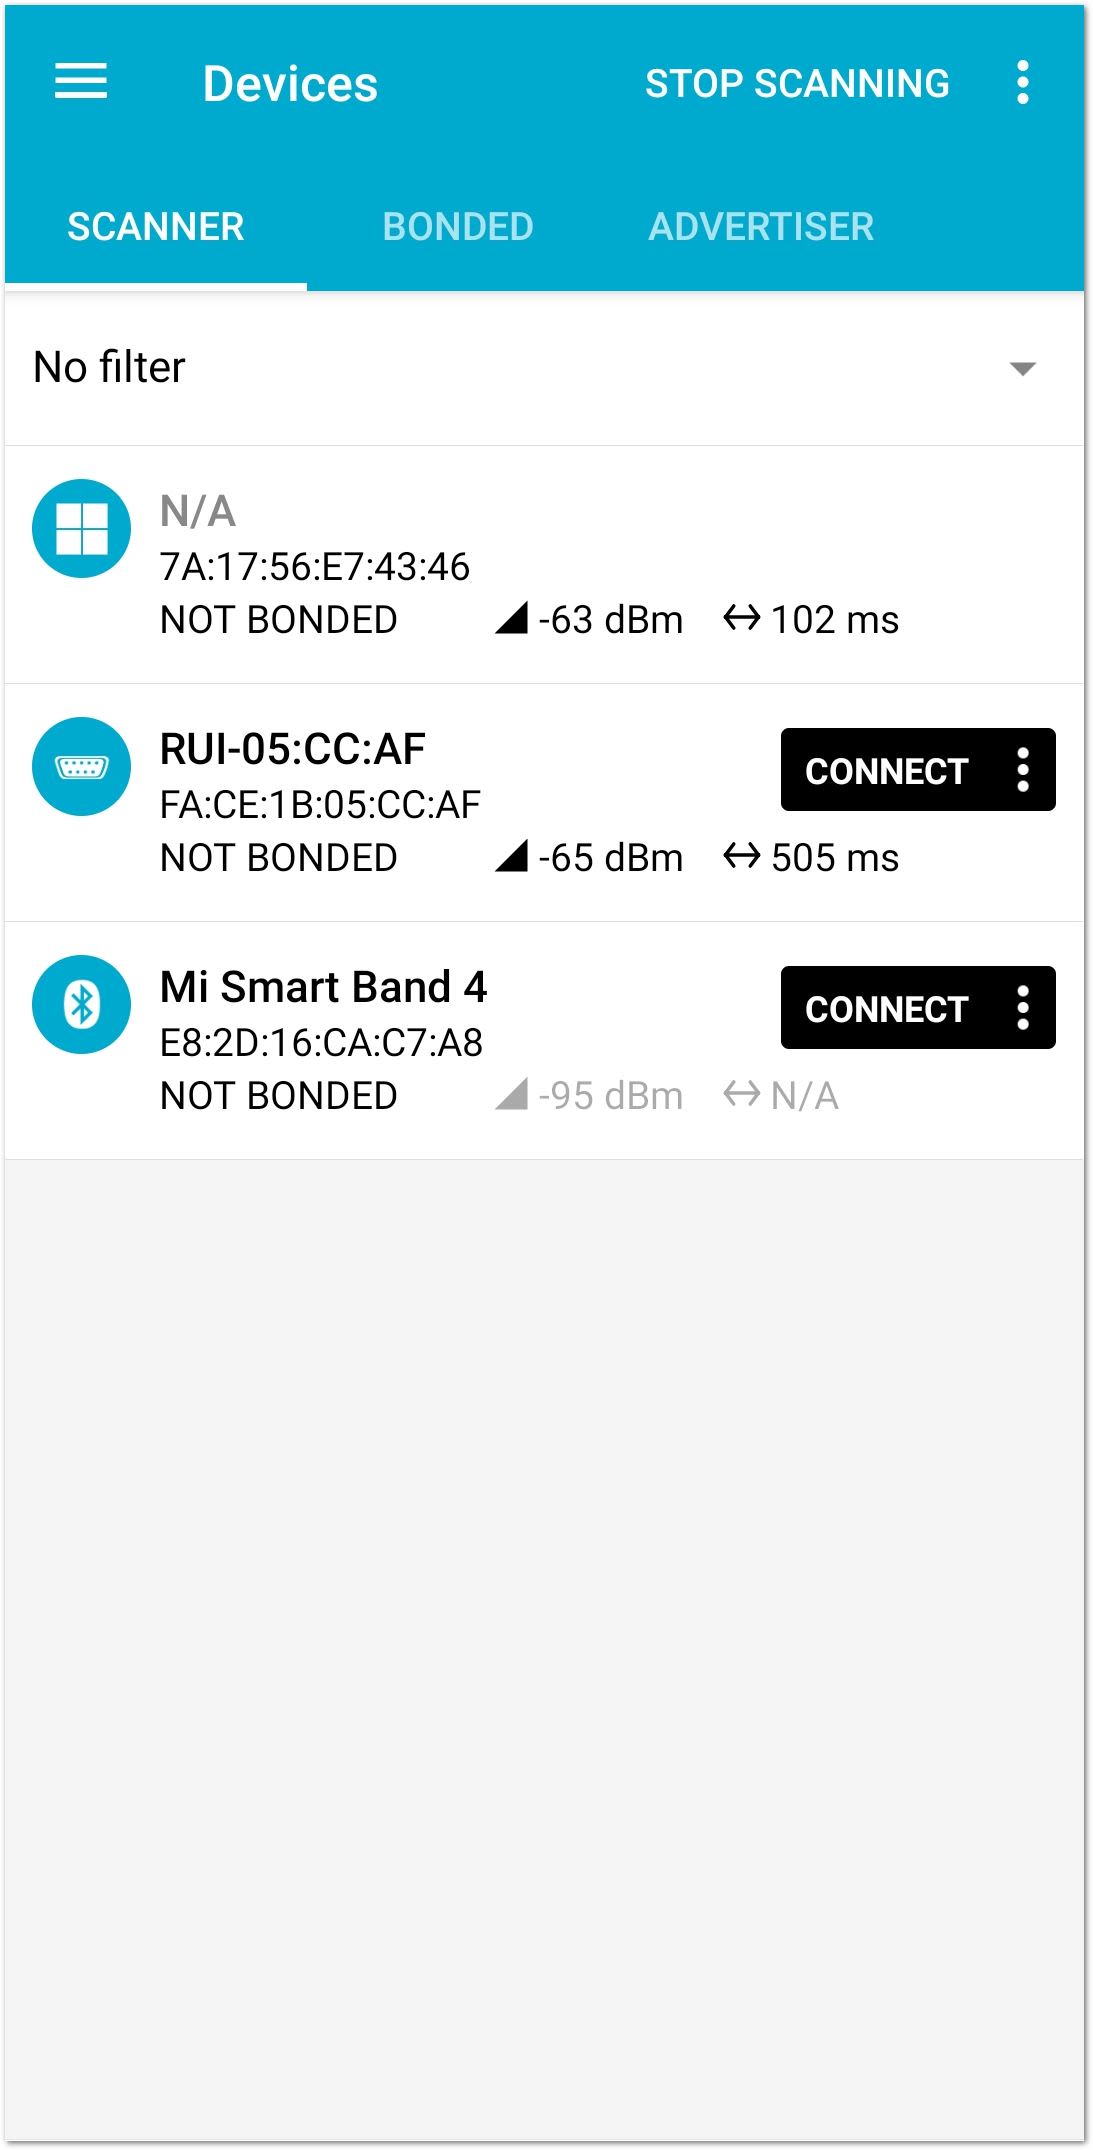 Devices STOP SCANNING
SCANNER BONDED ADVERTISER
No filter
N/A
7A:17:56:E7:43:46
NOT BONDED -63 dBm 102 ms
RUI-05:CC:AF CONNECT
FA:CE:1B:05:CC:AF
NOT BONDED -65 dBm 505 ms
Mi Smart Band 4 CONNECT
E8:2D:16:CA:C7:A8
NOT BONDED -95 dBm N/A